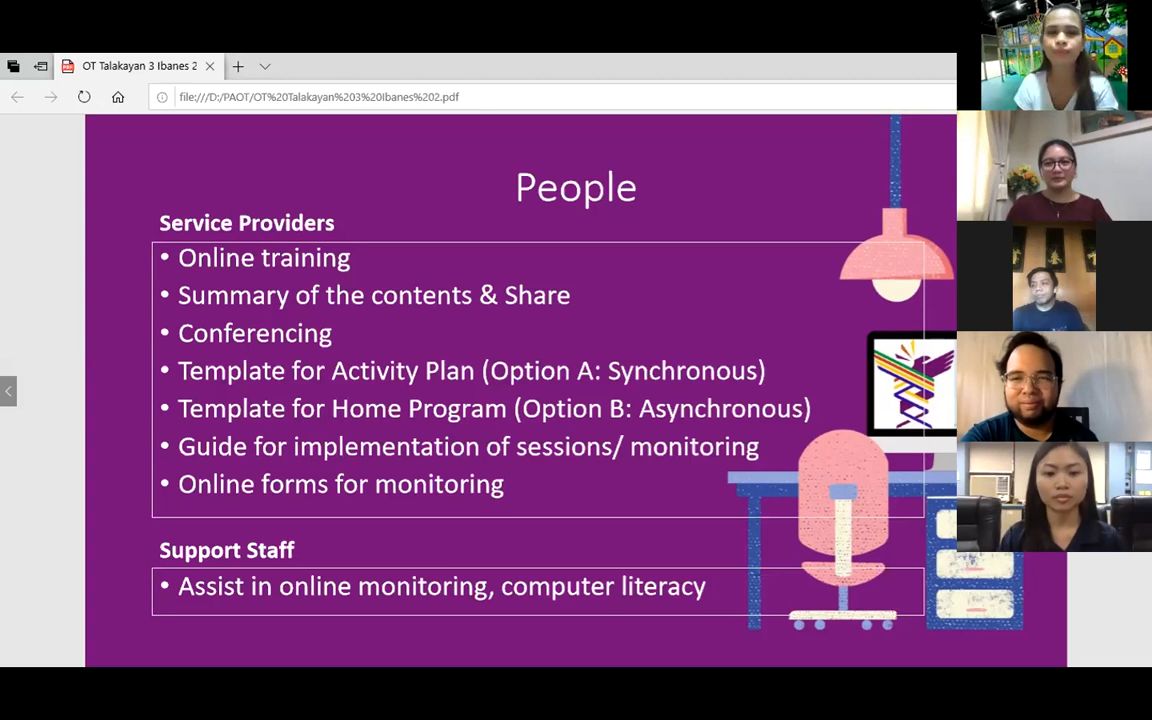 OT Talakayan 3 Ibanes 2
file:///D:/PAOT/OT%20Talakayan%203%20Ibanes%202.pdf
People
Service Providers
• Online training
• Summary of the contents & Share
• Conferencing
• Template for Activity Plan (Option A: Synchronous)
• Template for Home Program (Option B: Asynchronous)
• Guide for implementation of sessions/ monitoring
• Online forms for monitoring
Support Staff
• Assist in online monitoring, computer literacy